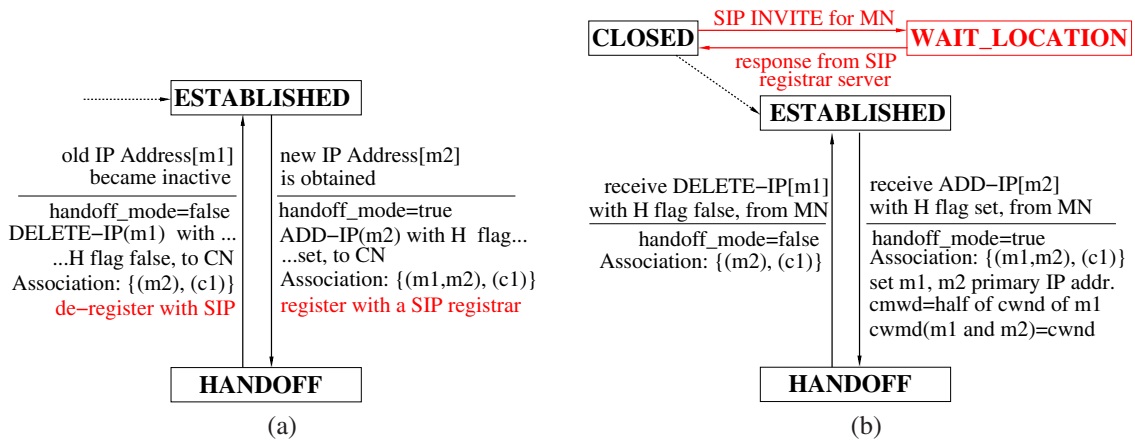 ESTABLISHED
old IP Address[m1]
became inactive
handoff_mode=false
DELETE−IP(m1) with ...
...H flag false, to CN
Association: {(m2), (c1)}
de−register with SIP
new IP Address[m2]
is obtained
handoff_mode=true
ADD−IP(m2) with H flag...
...set, to CN
Association: {(m1,m2), (c1)}
register with a SIP registrar
HANDOFF
(a)
CLOSED
SIP INVITE for MN
WAIT_LOCATION
response from SIP
registrar server
ESTABLISHED
receive DELETE−IP[m1]
with H flag false, from MN
handoff_mode=false
Association: {(m2), (c1)}
receive ADD−IP[m2]
with H flag set, from MN
handoff_mode=true
Association: {(m1,m2), (c1)}
set m1, m2 primary IP addr.
cmwd=half of cwnd of m1
cwmd(m1 and m2)=cwnd
HANDOFF
(b)